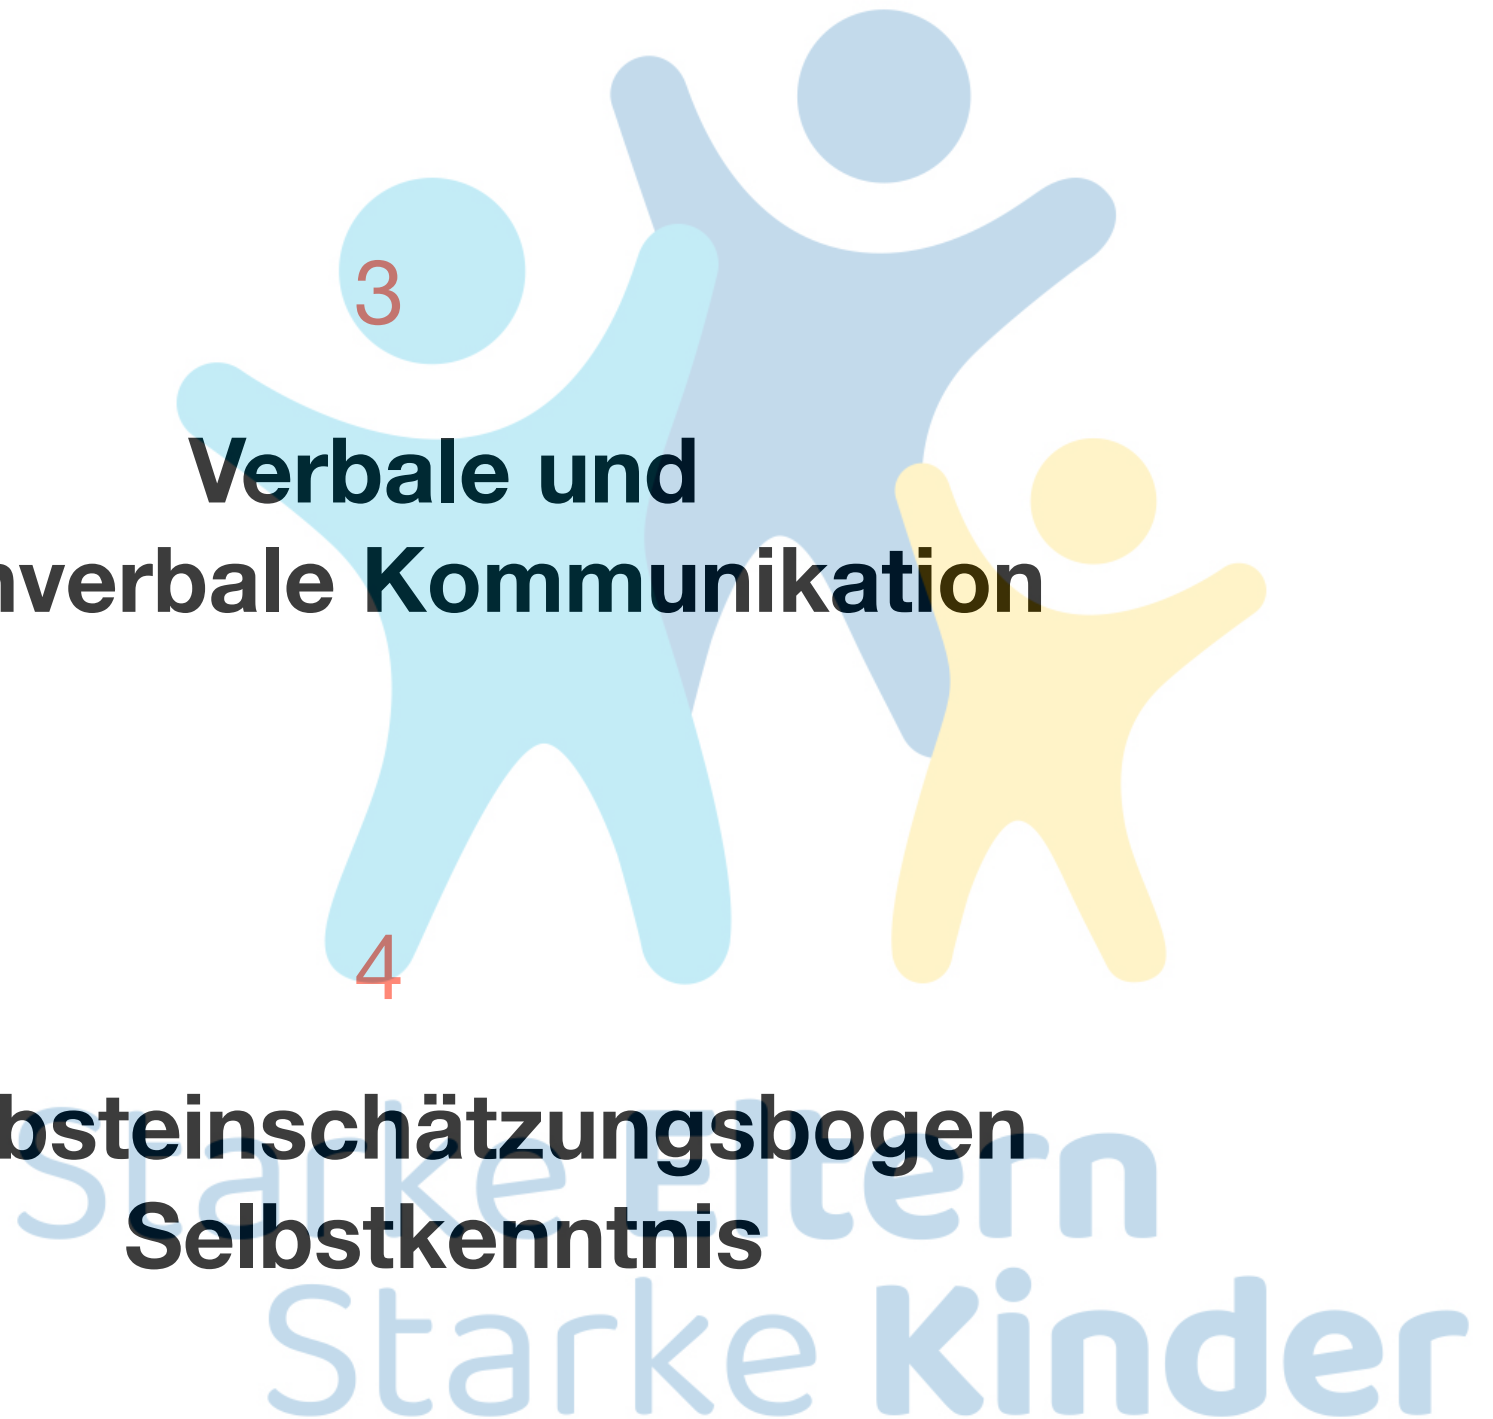 3
Verbale und
nverbale Kommunikation
4
bsteinschätzungsbogen
Selbstkenntnis
Starke Eltern
Starke Kinder